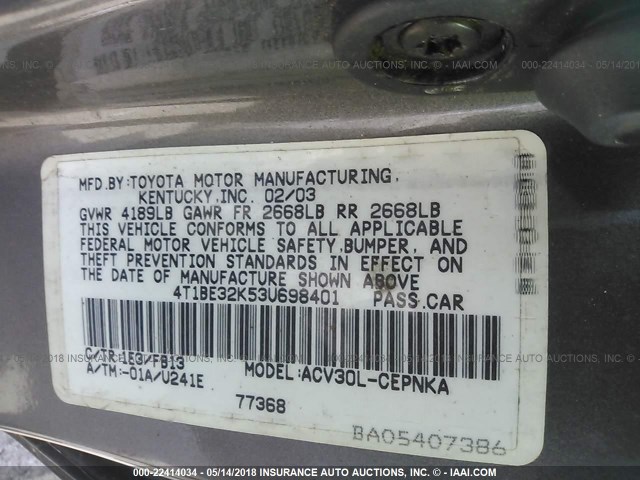 MFD.BY:TOYOTA MOTOR MANUFACTURING,
KENTUCKY,INC. 02/03
GVWR 4189LB GAWR FR 2668LB RR 2668LB
THIS VEHICLE CONFORMS TO ALL APPLICABLE
FEDERAL MOTOR VEHICLE SAFETY,BUMPER, AND
THEFT PREVENTION STANDARDS IN EFFECT ON
THE DATE OF MANUFACTURE SHOWN ABOVE
4T1BE32K53U698401 PASS.CAR
C/TR:1E3/FB13
A/TM:-01A/U241E
MODEL:ACV30L-CEPNKA
77368
BA05407386
000-22414034 - 05/14/2018 INSURANCE AUTO AUCTIONS, INC. - © IAAI.COM